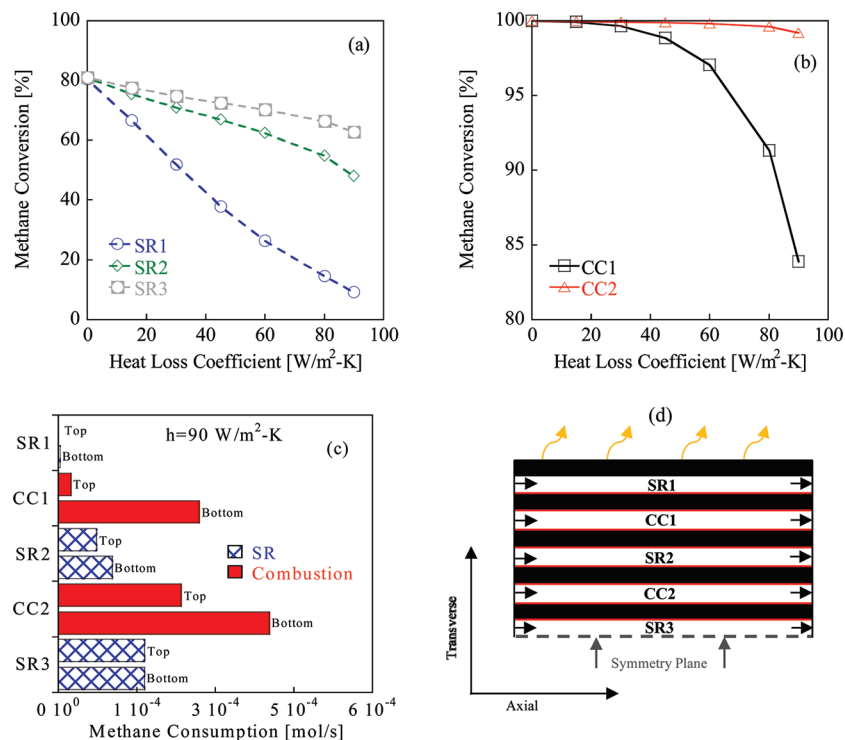 (a)
Methane Conversion [%]
100
80
60
40
20
0
SR1
SR2
SR3
0 20 40 60 80 100
Heat Loss Coefficient [W/m²-K]
(b)
Methane Conversion [%]
100
95
90
85
80
CC1
CC2
0 20 40 60 80 100
Heat Loss Coefficient [W/m²-K]
(c)
h=90 W/m²-K
SR1
Top
Bottom
CC1
Top
Bottom
SR2
Top
Bottom
SR
Combustion
CC2
Top
Bottom
SR3
Top
Bottom
0 10⁰ 1 10⁻⁴ 3 10⁻⁴ 5 10⁻⁴ 6 10⁻⁴
Methane Consumption [mol/s]
(d)
SR1
CC1
SR2
CC2
SR3
Symmetry Plane
Transverse
Axial